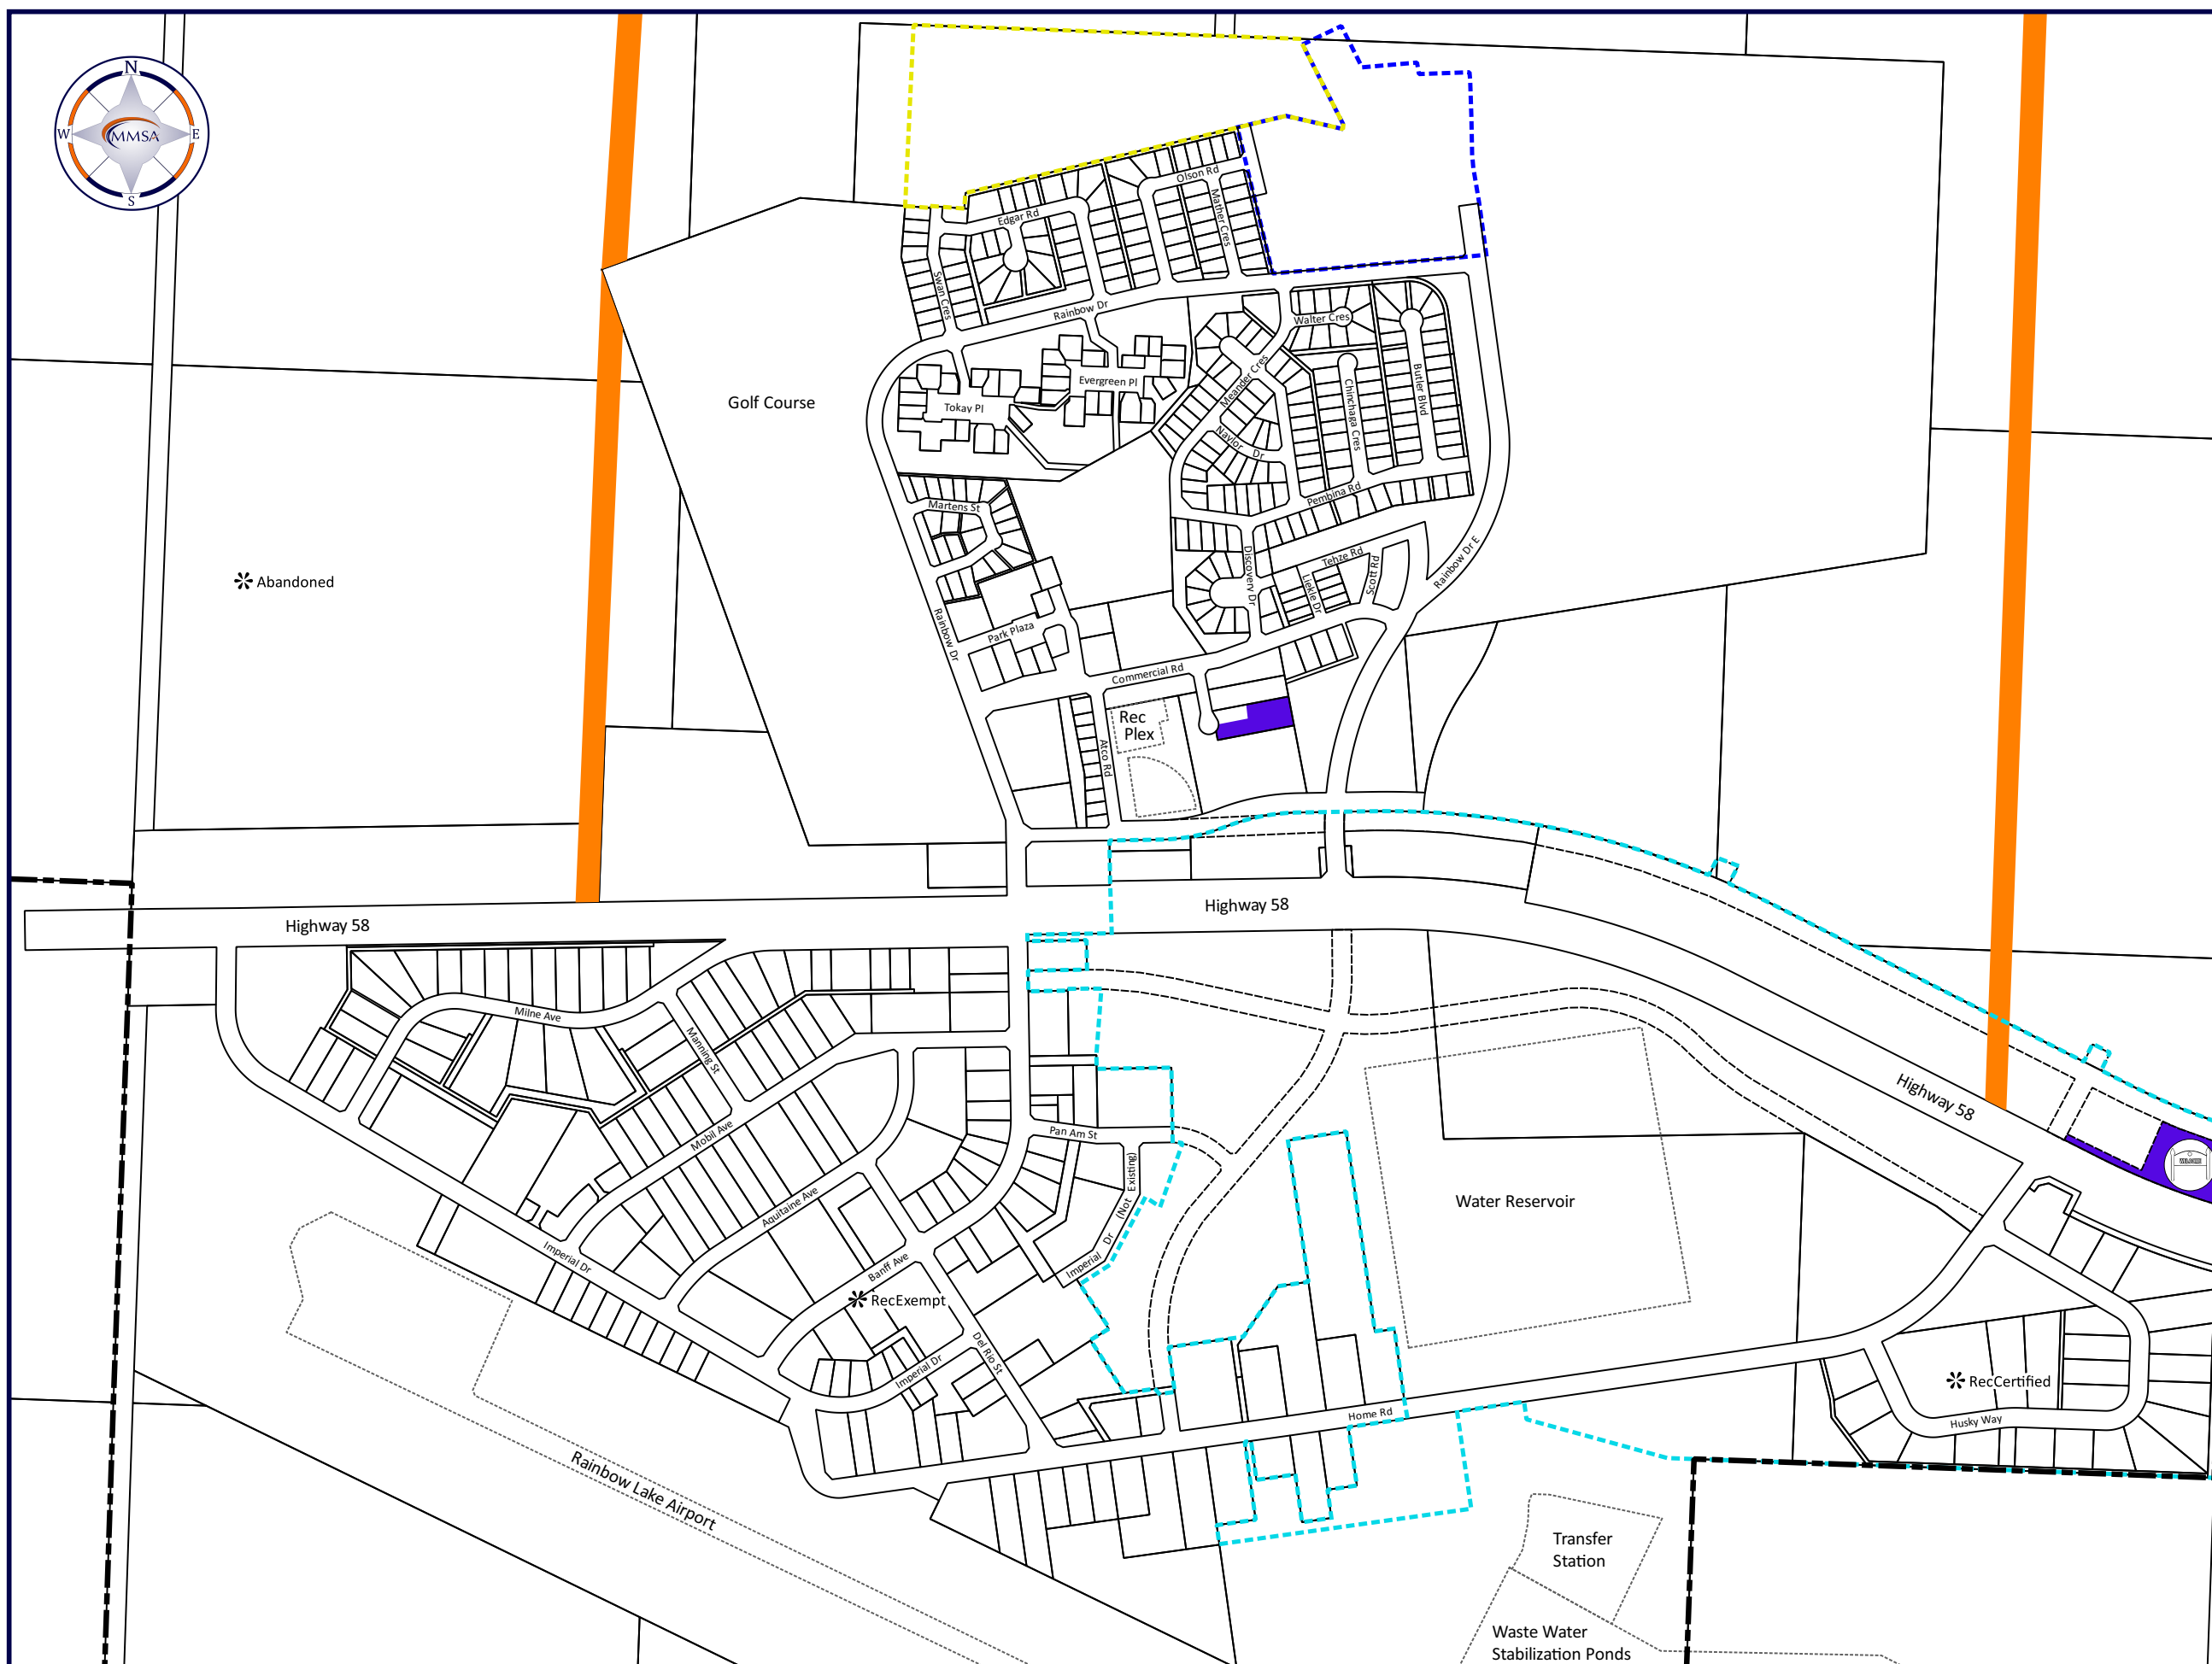 N
W
MMSA
E
S
Olson Rd
Edgar Rd
Mather Cres
Swan Cres
Rainbow Dr
Walter Cres
Evergreen Pl
Meander Cres
Chinchaga Cres
Butler Blvd
Golf Course
Tokay Pl
Naylor Dr
Pembina Rd
Martens St
Tehze Rd
Discovery Dr
Liekle Dr
Scott Rd
Rainbow Dr E
Abandoned
Rainbow Dr
Park Plaza
Commercial Rd
Rec
Plex
Atco Rd
Highway 58
Highway 58
Milne Ave
Manning St
Highway 58
Mobil Ave
Pan Am St
WELCOME
Imperial Dr (Not Existing)
Water Reservoir
Aquitaine Ave
Imperial Dr
Banff Ave
RecExempt
Del Rio St
Imperial Dr
RecCertified
Home Rd
Husky Way
Rainbow Lake Airport
Transfer
Station
Waste Water
Stabilization Ponds